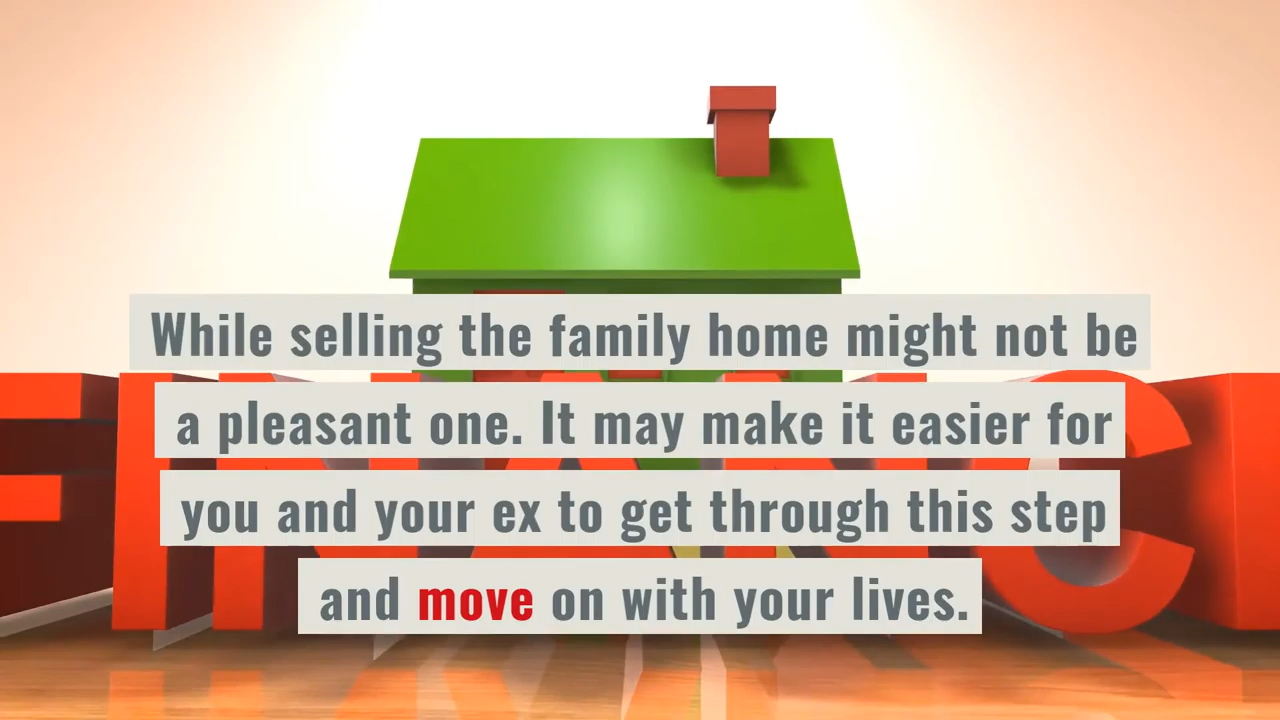 While selling the family home might not be
a pleasant one. It may make it easier for
you and your ex to get through this step
and move on with your lives.
FINANC